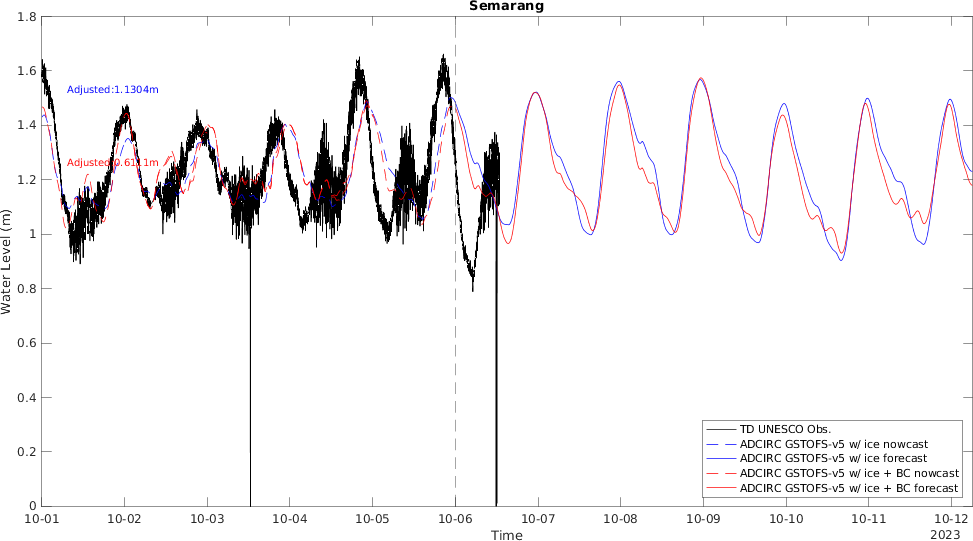 Semarang
Water Level (m)
1.8
1.6
1.4
1.2
1
0.8
0.6
0.4
0.2
0
Adjusted:1.1304m
Adjusted:0.6111m
TD UNESCO Obs.
ADCIRC GSTOFS-v5 w/ ice nowcast
ADCIRC GSTOFS-v5 w/ ice forecast
ADCIRC GSTOFS-v5 w/ ice + BC nowcast
ADCIRC GSTOFS-v5 w/ ice + BC forecast
10-01 10-02 10-03 10-04 10-05 10-06 10-07 10-08 10-09 10-10 10-11 10-12
Time
2023